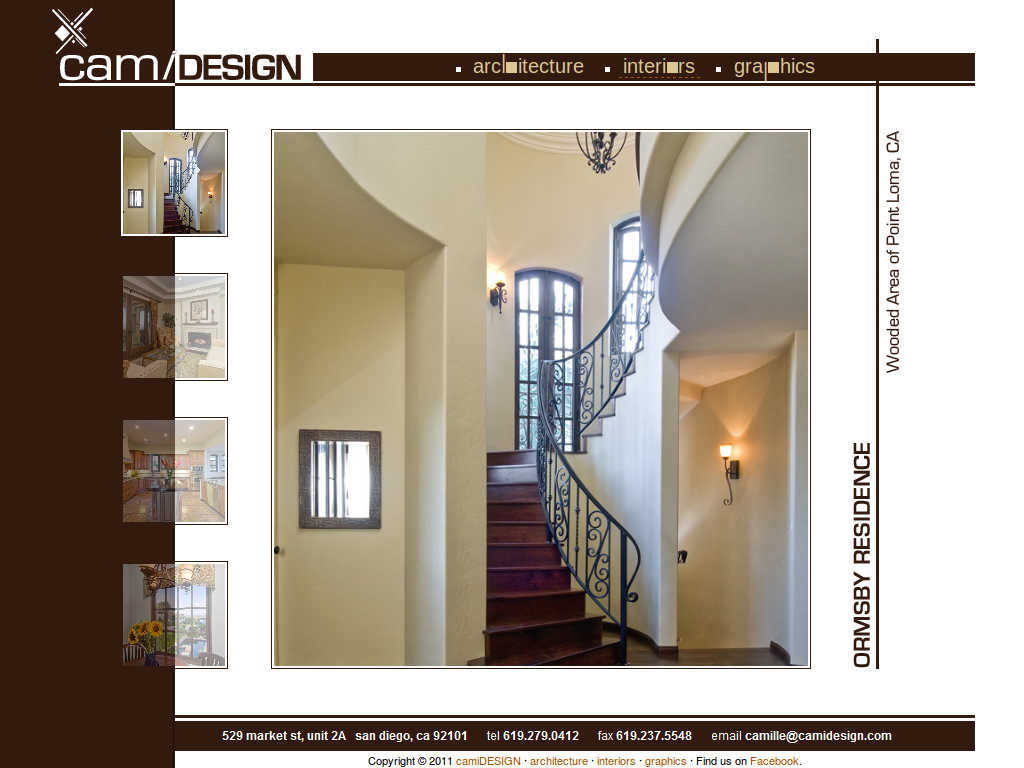 cam/DESIGN
architecture interiors graphics
Wooded Area of Point Loma, CA
ORMSBY RESIDENCE
529 market st, unit 2A san diego, ca 92101 tel 619.279.0412 fax 619.237.5548 email camille@camidesign.com
Copyright © 2011 camiDESIGN · architecture · interiors · graphics · Find us on Facebook.